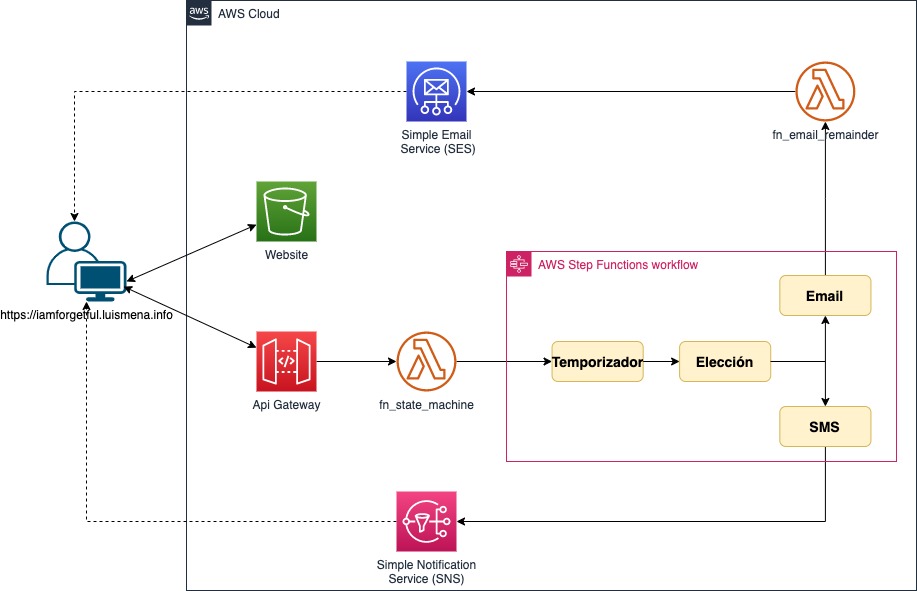 aws
AWS Cloud
Simple Email
Service (SES)
fn_email_remainder
Website
AWS Step Functions workflow
Email
https://iamforgetful.luismena.info
Temporizador
Elección
Api Gateway
fn_state_machine
SMS
Simple Notification
Service (SNS)